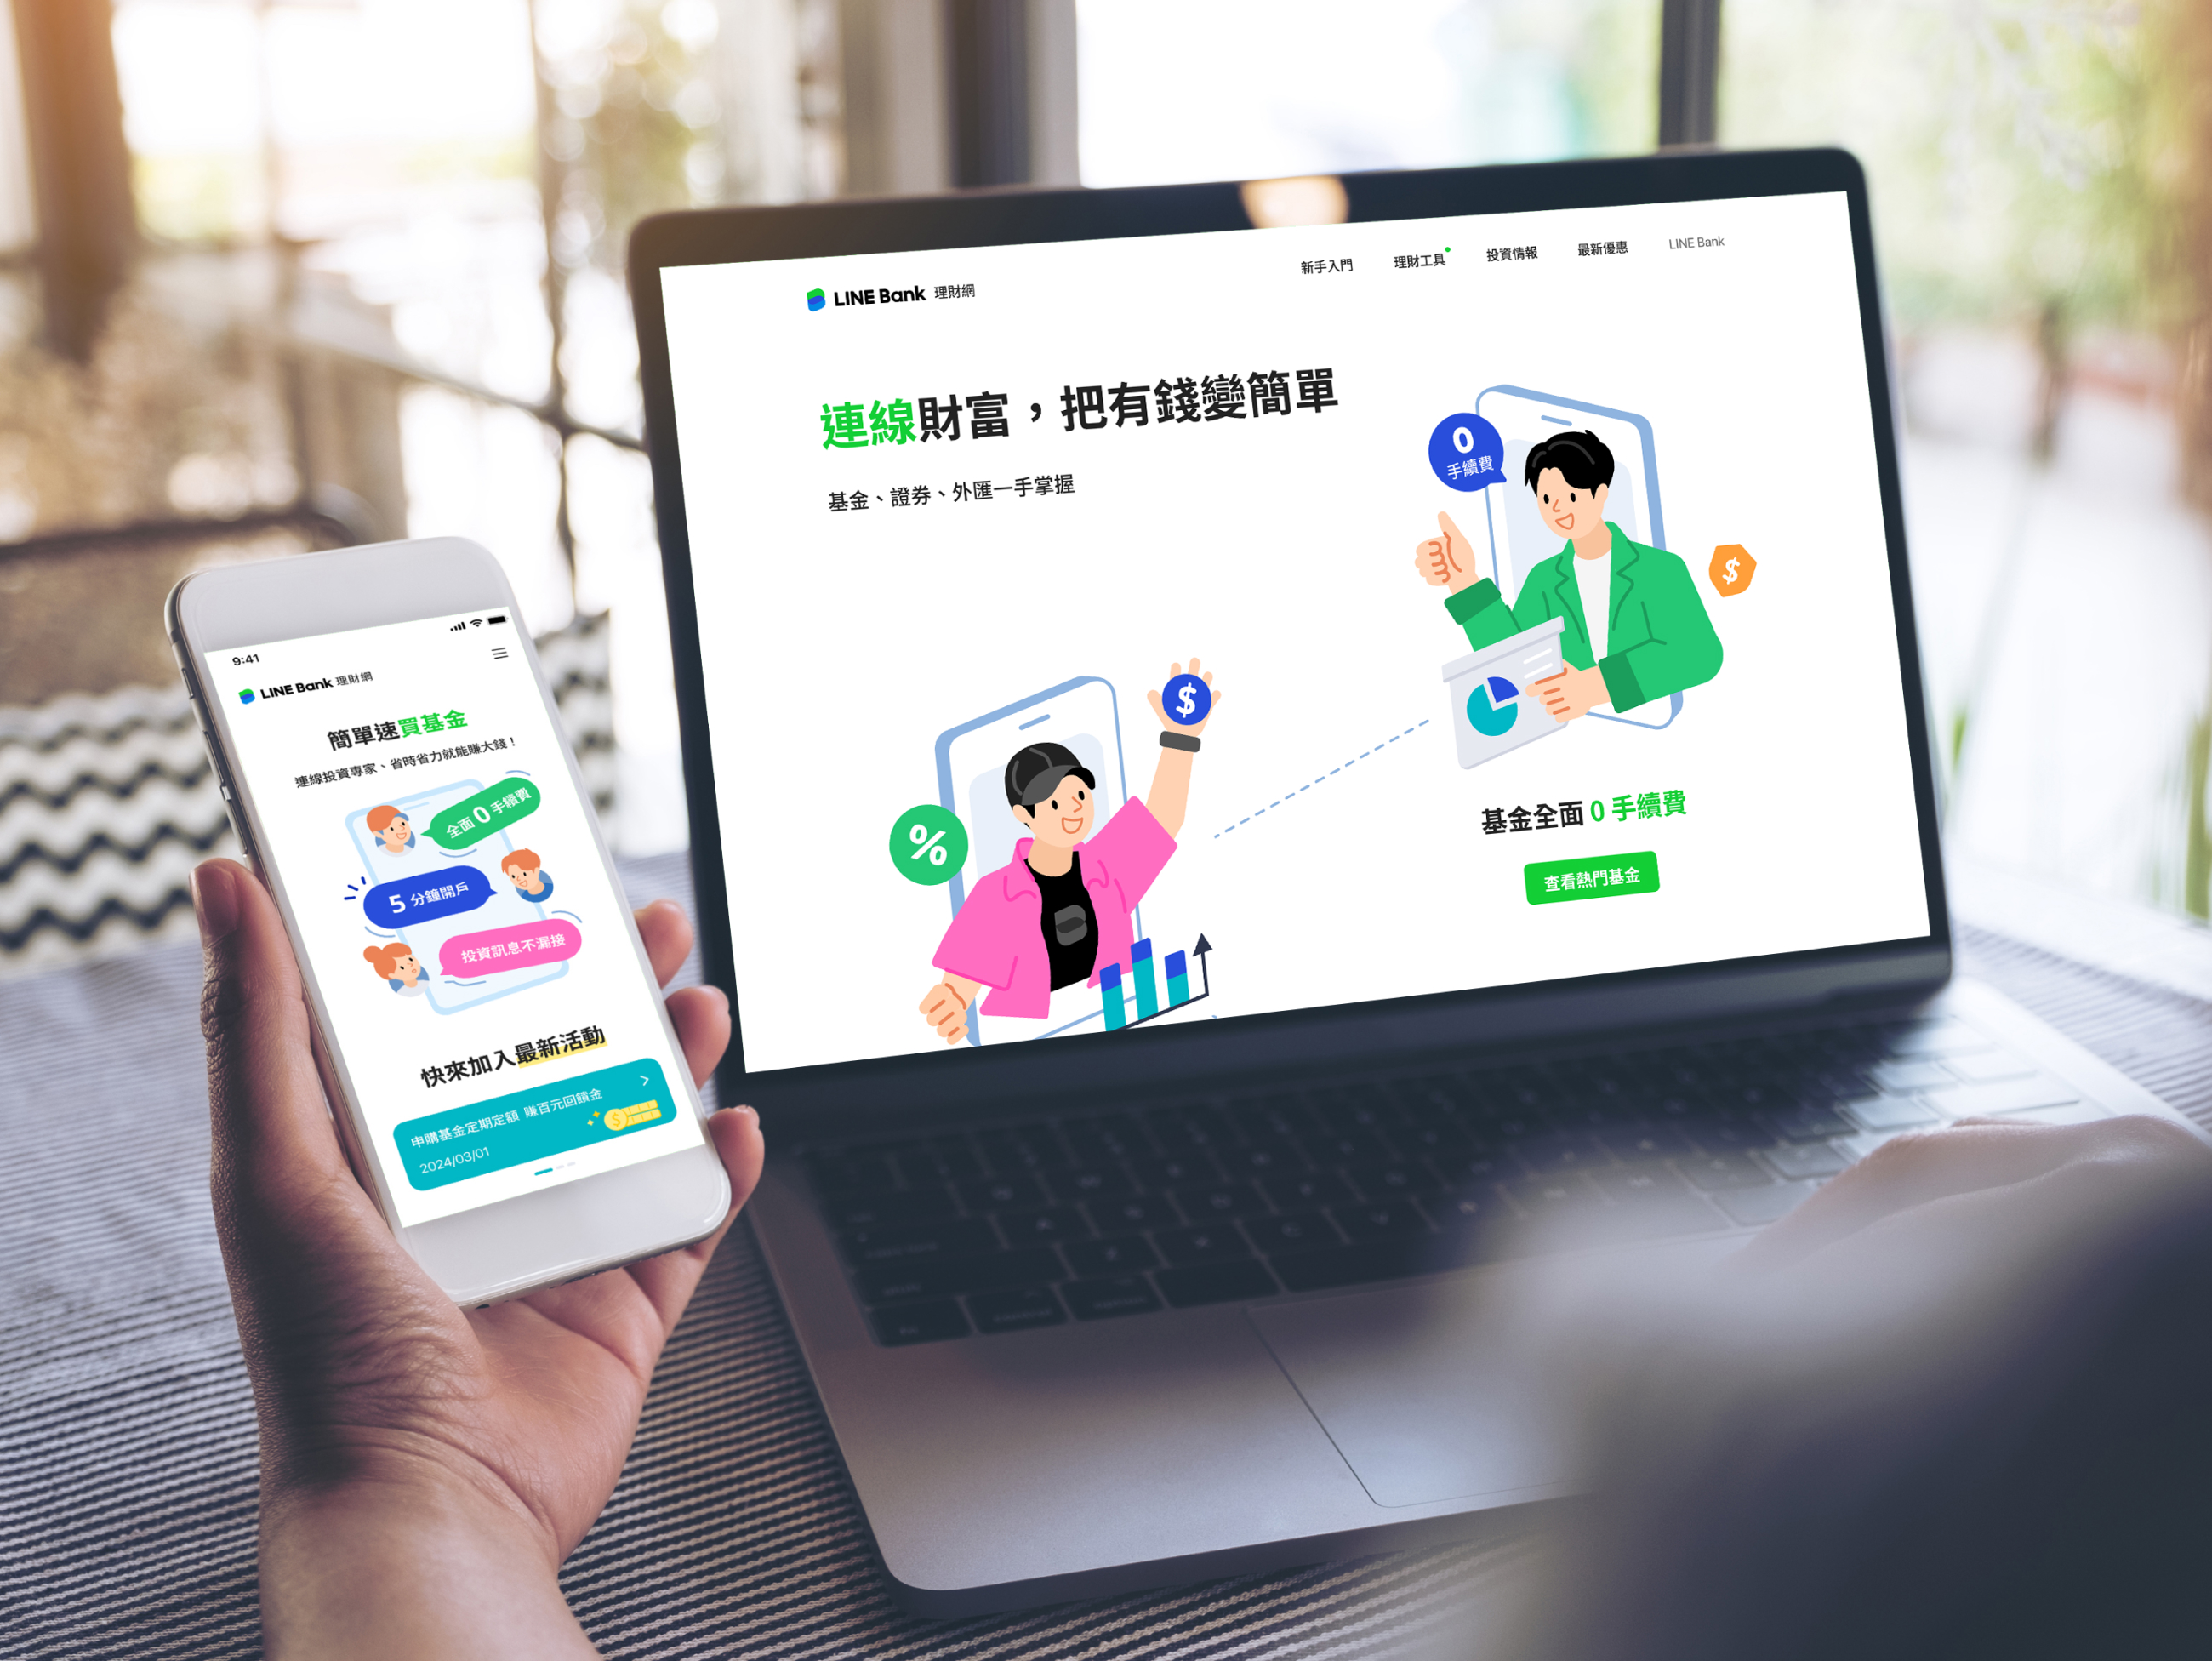 LINE Bank 理財網
新手入門 理財工具 投資情報 最新優惠 LINE Bank
連線財富，把有錢變簡單
基金、證券、外匯一手掌握
0
手續費
$
$
%
基金全面 0 手續費
查看熱門基金
9:41
LINE Bank 理財網
簡單速買基金
連線投資專家、省時省力就能賺大錢！
全面 0 手續費
5 分鐘開戶
投資訊息不漏接
快來加入最新活動
申購基金定期定額 賺百元回饋金
2024/03/01